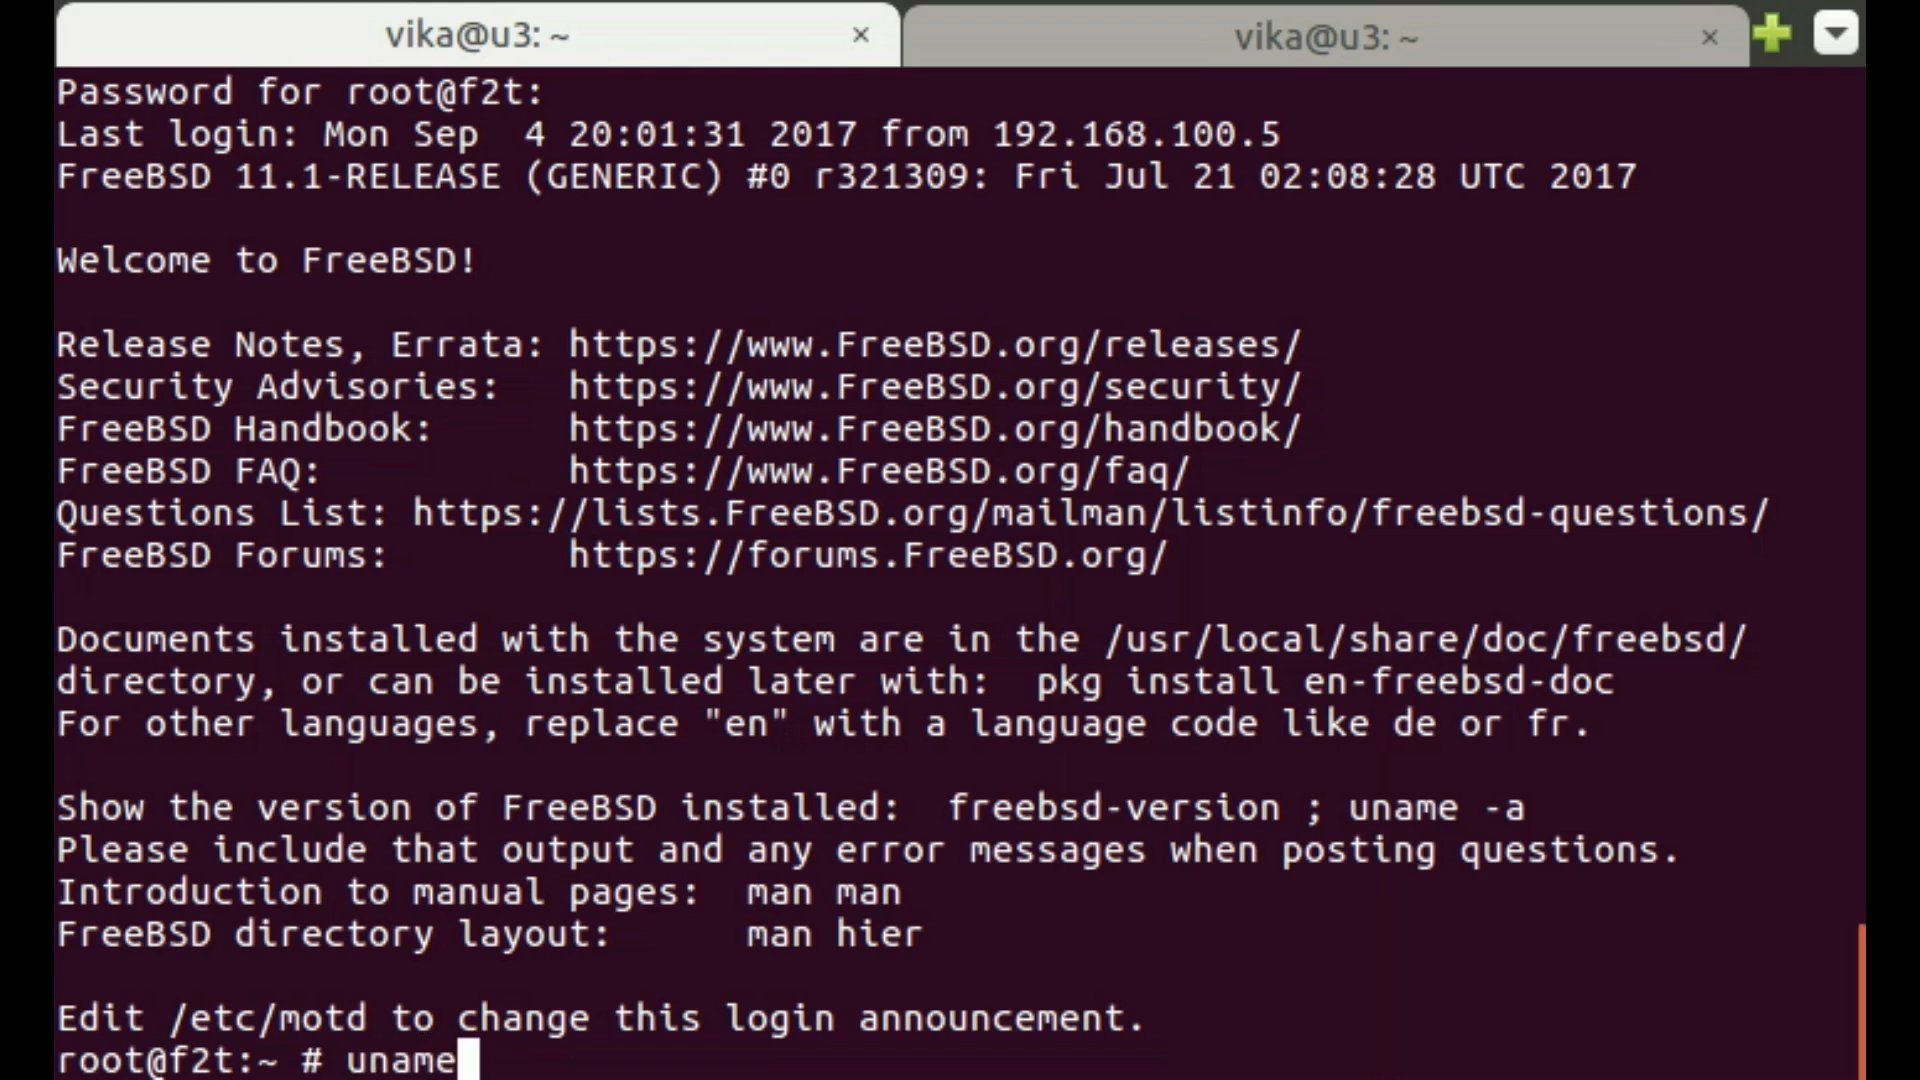 vika@u3: ~ × vika@u3: ~ ×
Password for root@f2t:
Last login: Mon Sep  4 20:01:31 2017 from 192.168.100.5
FreeBSD 11.1-RELEASE (GENERIC) #0 r321309: Fri Jul 21 02:08:28 UTC 2017
Welcome to FreeBSD!
Release Notes, Errata: https://www.FreeBSD.org/releases/
Security Advisories:   https://www.FreeBSD.org/security/
FreeBSD Handbook:      https://www.FreeBSD.org/handbook/
FreeBSD FAQ:           https://www.FreeBSD.org/faq/
Questions List: https://lists.FreeBSD.org/mailman/listinfo/freebsd-questions/
FreeBSD Forums:        https://forums.FreeBSD.org/
Documents installed with the system are in the /usr/local/share/doc/freebsd/
directory, or can be installed later with:  pkg install en-freebsd-doc
For other languages, replace "en" with a language code like de or fr.
Show the version of FreeBSD installed:  freebsd-version ; uname -a
Please include that output and any error messages when posting questions.
Introduction to manual pages:  man man
FreeBSD directory layout:      man hier
Edit /etc/motd to change this login announcement.
root@f2t:~ # uname